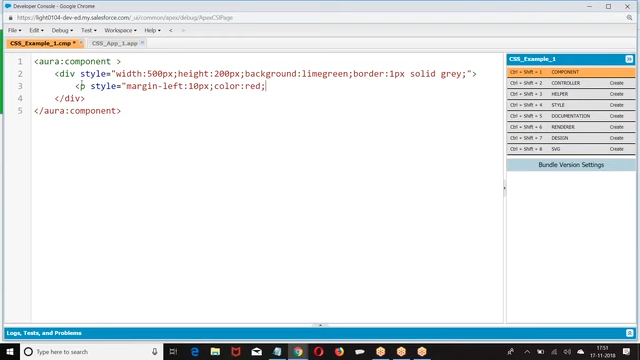 Developer Console - Google Chrome
https://light0104-dev-ed.my.salesforce.com/_ui/common/apex/debug/ApexCSIPage
File Edit Debug Test Workspace Help < >
CSS_Example_1.cmp * CSS_App_1.app
1 <aura:component >
2 <div style="width:500px;height:200px;background:limegreen;border:1px solid grey;">
3 <p style="margin-left:10px;color:red;
4 </div>
5 </aura:component>
CSS_Example_1
Ctrl + Shift + 1 COMPONENT
Ctrl + Shift + 2 CONTROLLER Create
Ctrl + Shift + 3 HELPER Create
Ctrl + Shift + 4 STYLE Create
Ctrl + Shift + 5 DOCUMENTATION Create
Ctrl + Shift + 6 RENDERER Create
Ctrl + Shift + 7 DESIGN Create
Ctrl + Shift + 8 SVG Create
Bundle Version Settings
Logs, Tests, and Problems
Type here to search
17:51
17-11-2018